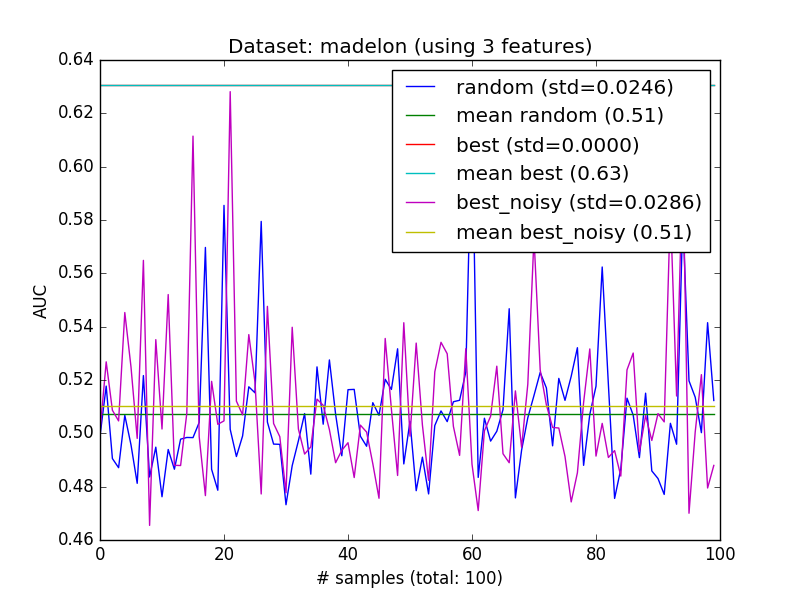 Dataset: madelon (using 3 features)
0.64
0.62
0.60
0.58
0.56
0.54
0.52
0.50
0.48
0.46
AUC
random (std=0.0246)
mean random (0.51)
best (std=0.0000)
mean best (0.63)
best_noisy (std=0.0286)
mean best_noisy (0.51)
0 20 40 60 80 100
# samples (total: 100)